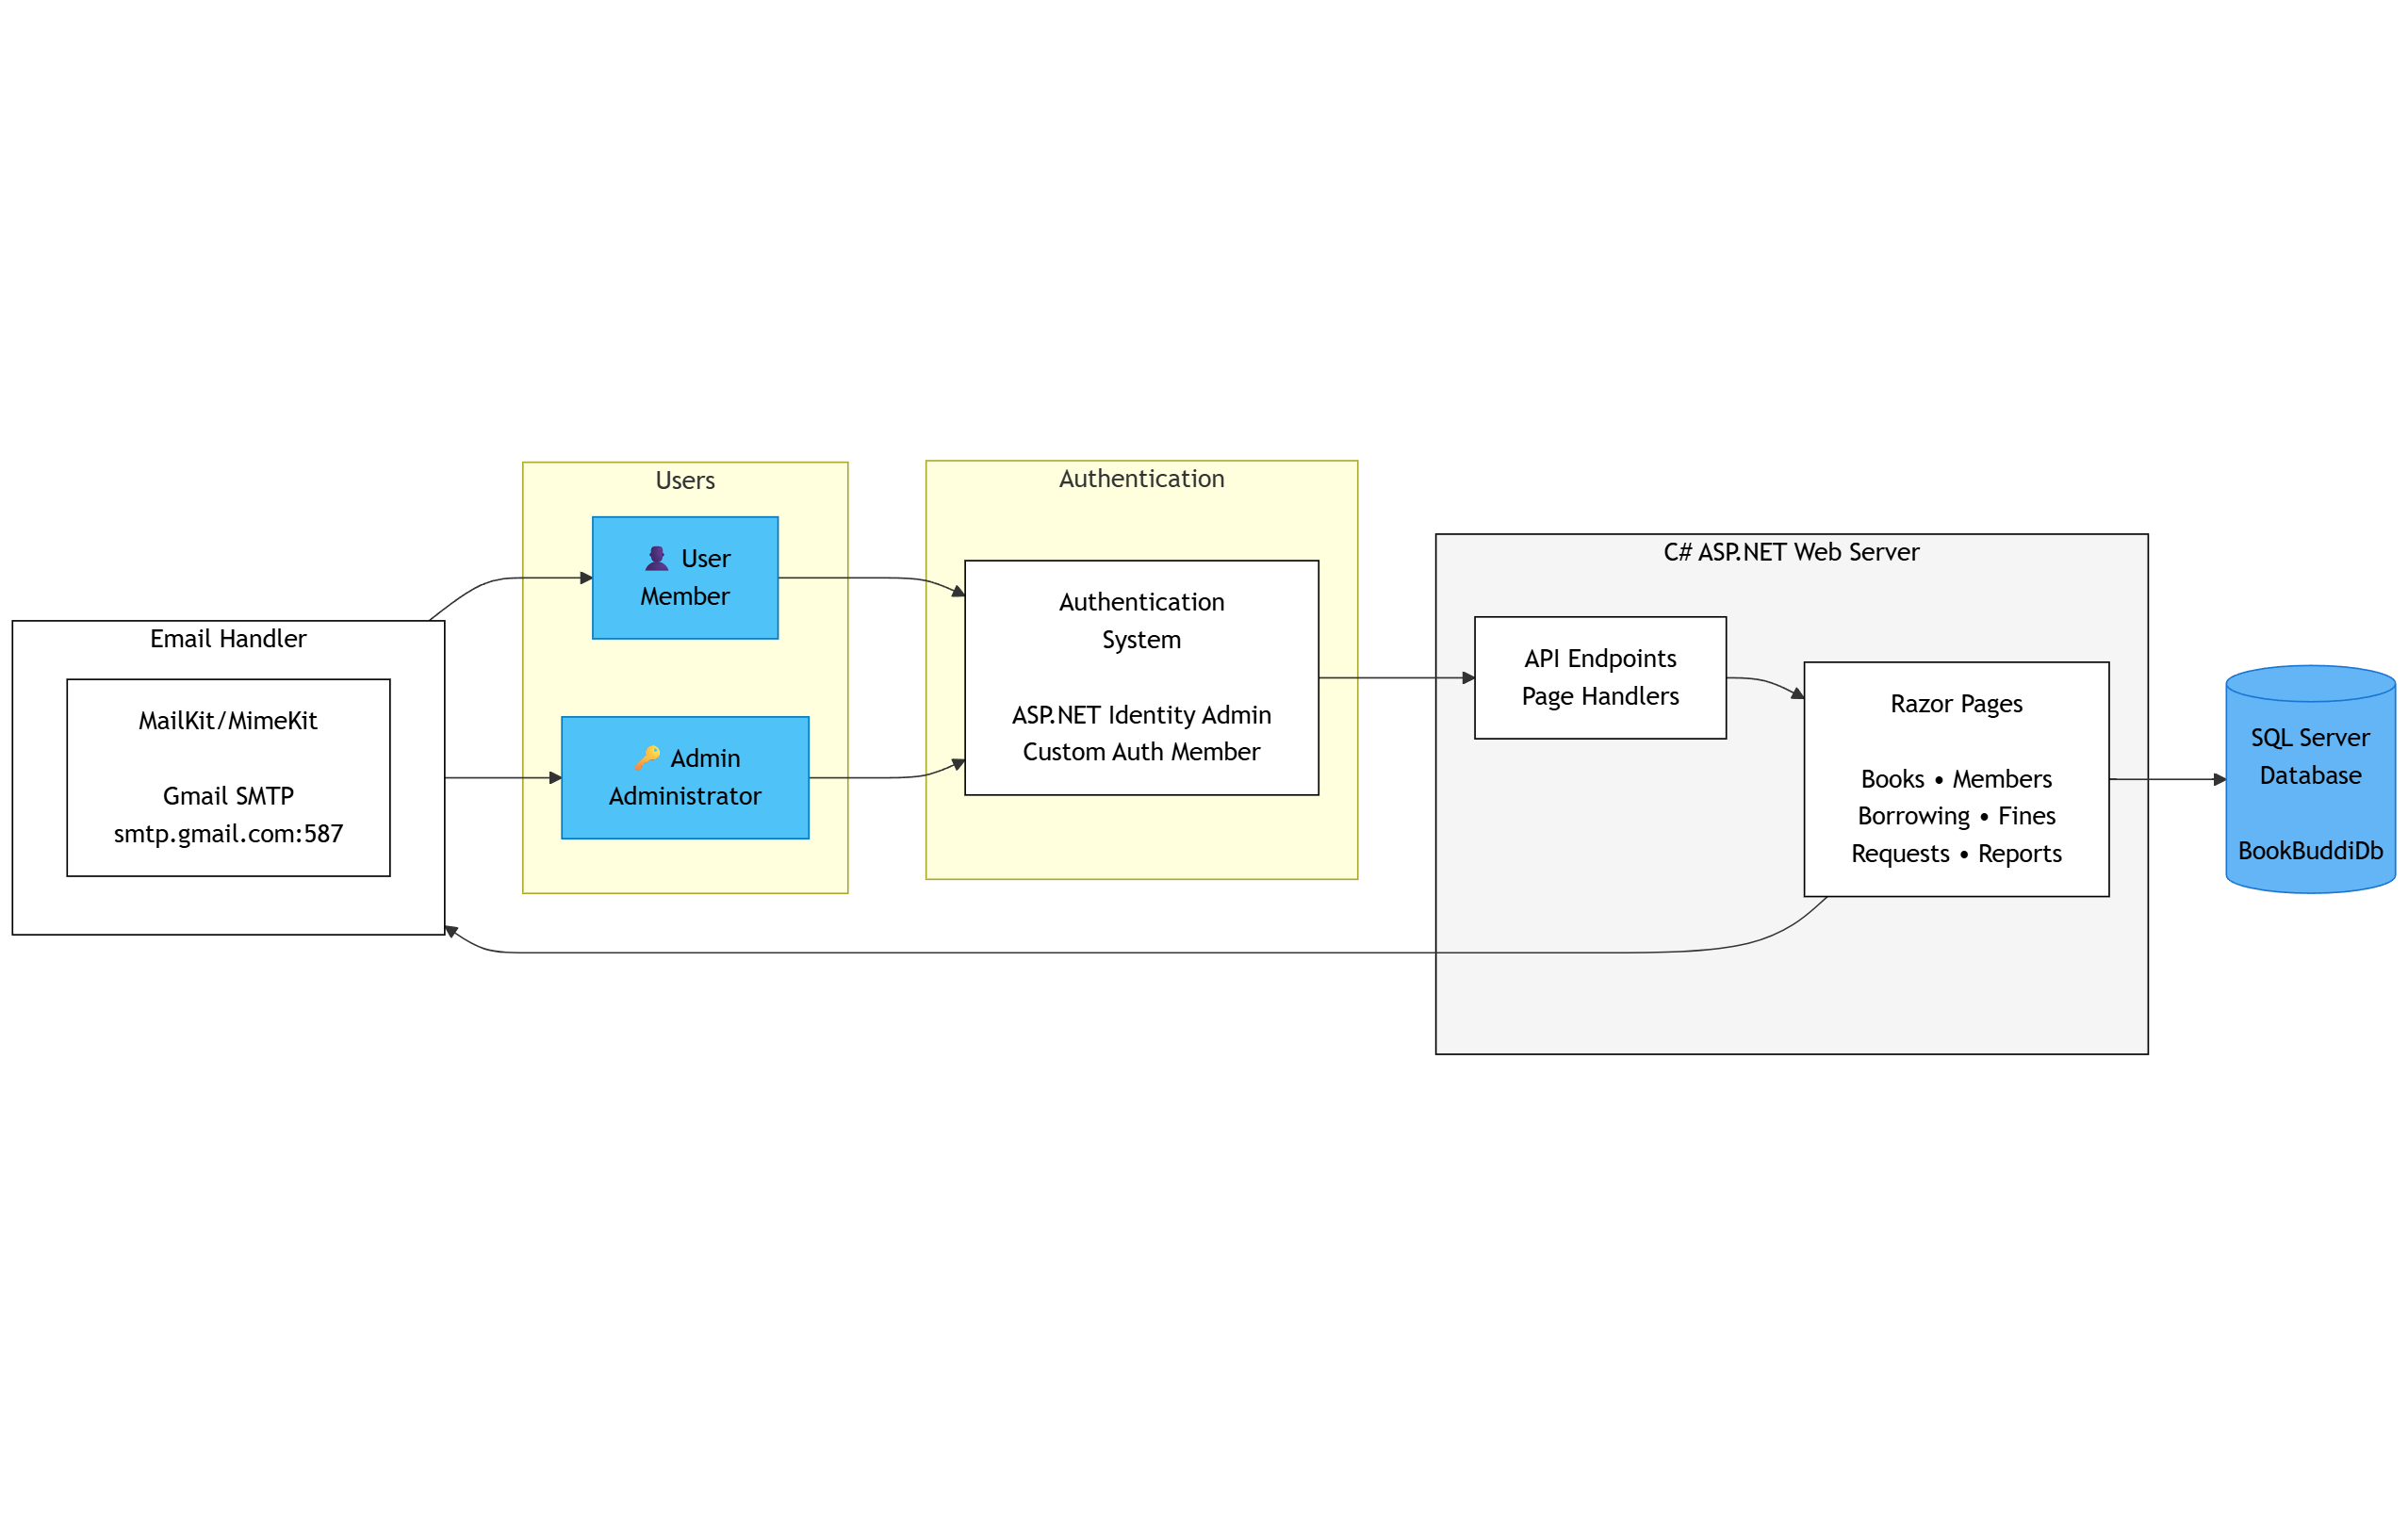 Email Handler
MailKit/MimeKit
Gmail SMTP
smtp.gmail.com:587
Users
👤 User
Member
🔑 Admin
Administrator
Authentication
Authentication
System
ASP.NET Identity Admin
Custom Auth Member
C# ASP.NET Web Server
API Endpoints
Page Handlers
Razor Pages
Books • Members
Borrowing • Fines
Requests • Reports
SQL Server
Database
BookBuddiDb